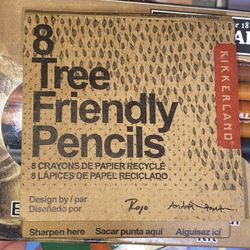 8
Tree
Friendly
Pencils
KIKKERLAND
8 CRAYONS DE PAPIER RECYCLÉ
8 LÁPICES DE PAPEL RECICLADO
Design by / par
Diseñado por
Sharpen here Sacar punta aquí Aiguisez ici